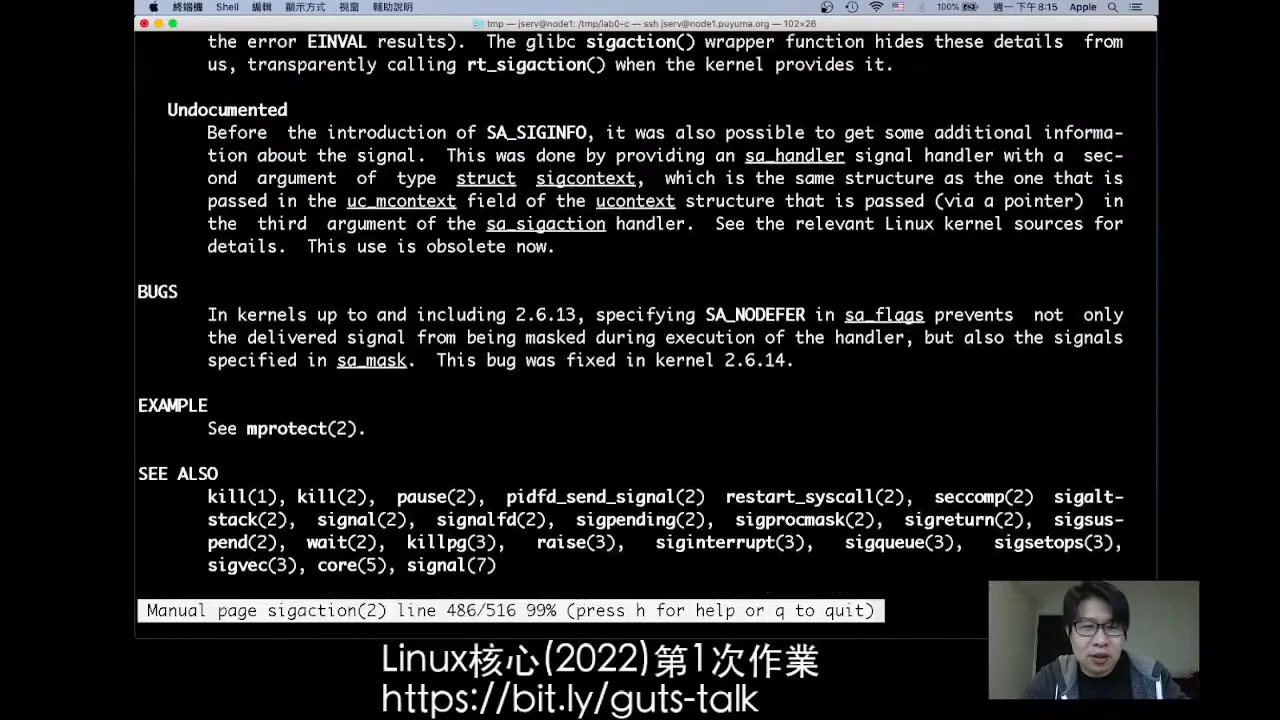 終端機 Shell 編輯 顯示方式 視窗 輔助說明 100% 週一 下午 8:15 Apple
tmp — jserv@node1: /tmp/lab0-c — ssh jserv@node1.puyuma.org — 102×26
the error EINVAL results).  The glibc sigaction() wrapper function hides these details  from
us, transparently calling rt_sigaction() when the kernel provides it.
Undocumented
Before  the introduction of SA_SIGINFO, it was also possible to get some additional informa-
tion about the signal.  This was done by providing an sa_handler signal handler with a  sec-
ond  argument  of  type  struct  sigcontext,  which is the same structure as the one that is
passed in the uc_mcontext field of the ucontext structure that is passed (via a pointer)  in
the  third  argument of the sa_sigaction handler.  See the relevant Linux kernel sources for
details.  This use is obsolete now.
BUGS
In kernels up to and including 2.6.13, specifying SA_NODEFER in sa_flags prevents  not  only
the delivered signal from being masked during execution of the handler, but also the signals
specified in sa_mask.  This bug was fixed in kernel 2.6.14.
EXAMPLE
See mprotect(2).
SEE ALSO
kill(1), kill(2),  pause(2),  pidfd_send_signal(2)  restart_syscall(2),  seccomp(2)  sigalt-
stack(2),  signal(2),  signalfd(2),  sigpending(2),  sigprocmask(2),  sigreturn(2),  sigsus-
pend(2),  wait(2),  killpg(3),  raise(3),  siginterrupt(3),  sigqueue(3),  sigsetops(3),
sigvec(3), core(5), signal(7)
Manual page sigaction(2) line 486/516 99% (press h for help or q to quit)
Linux核心(2022)第1次作業
https://bit.ly/guts-talk